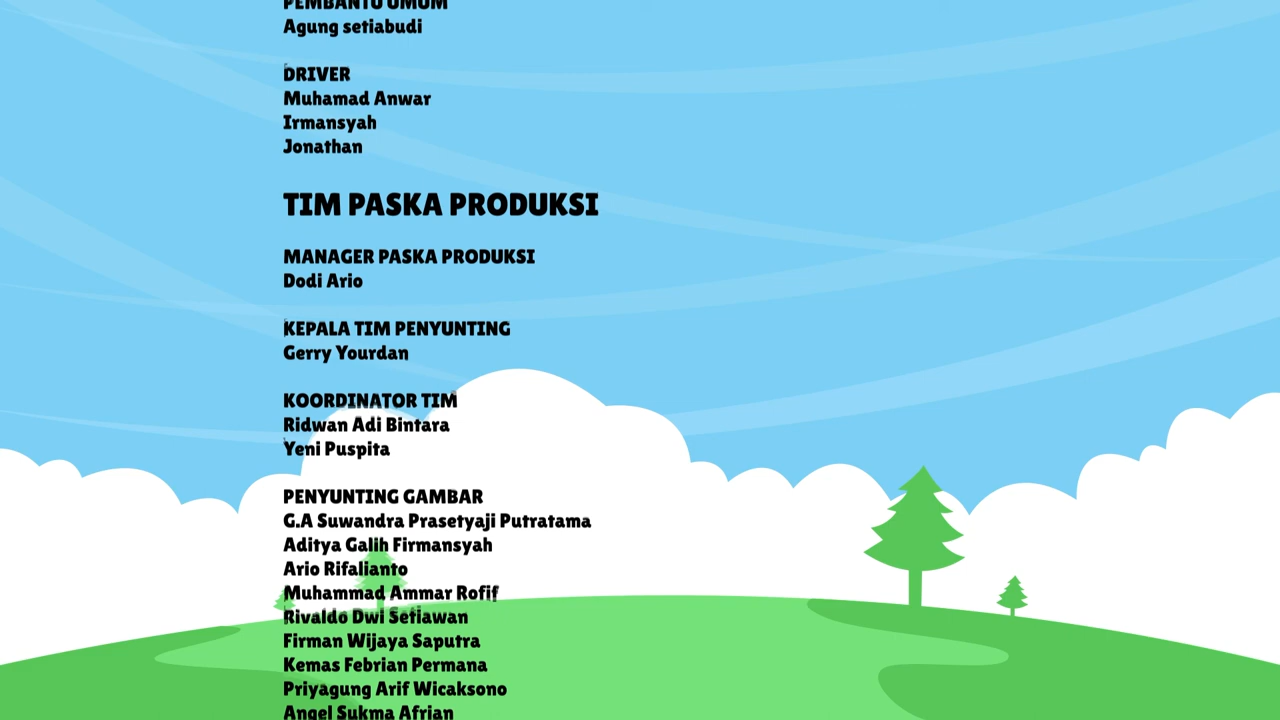 PEMBANTU UMUM
Agung setiabudi
DRIVER
Muhamad Anwar
Irmansyah
Jonathan
TIM PASKA PRODUKSI
MANAGER PASKA PRODUKSI
Dodi Ario
KEPALA TIM PENYUNTING
Gerry Yourdan
KOORDINATOR TIM
Ridwan Adi Bintara
Yeni Puspita
PENYUNTING GAMBAR
G.A Suwandra Prasetyaji Putratama
Aditya Galih Firmansyah
Ario Rifalianto
Muhammad Ammar Rofif
Rivaldo Dwi Setiawan
Firman Wijaya Saputra
Kemas Febrian Permana
Priyagung Arif Wicaksono
Angel Sukma Afrian